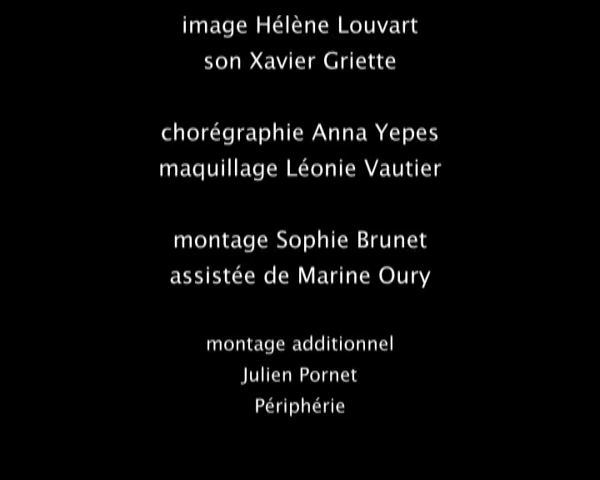 image Hélène Louvart
son Xavier Griette
chorégraphie Anna Yepes
maquillage Léonie Vautier
montage Sophie Brunet
assistée de Marine Oury
montage additionnel
Julien Pornet
Périphérie